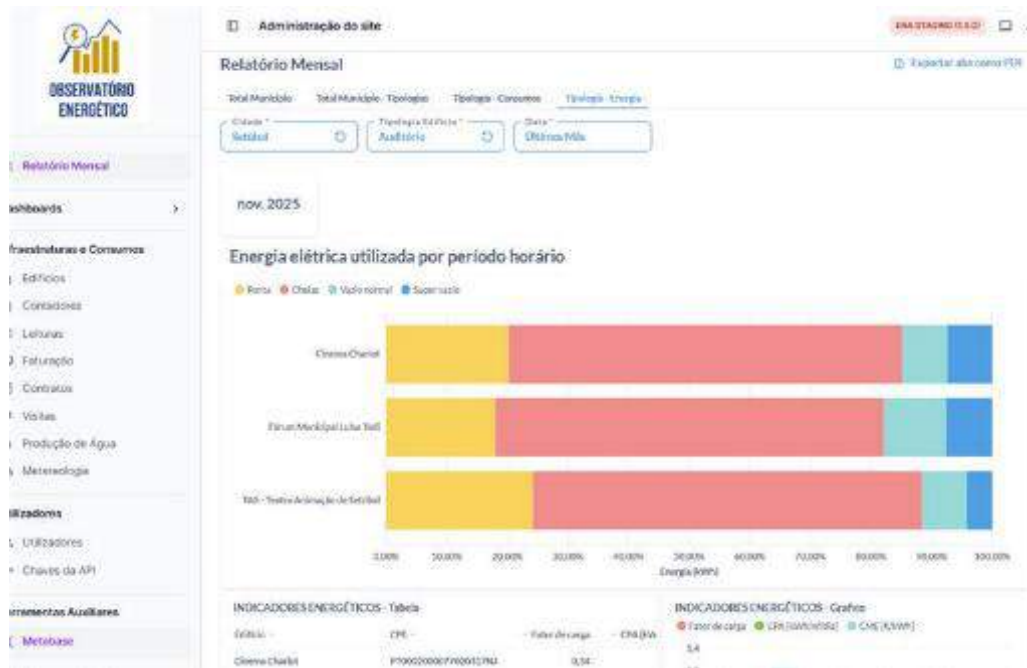 OBSERVATÓRIO
ENERGÉTICO
Relatório Mensal
Dashboards
Infraestruturas e Consumos
Edifícios
Contadores
Leituras
Faturação
Contratos
Visitas
Produção de Água
Metereologia
Utilizadores
Utilizadores
Chaves da API
Ferramentas Auxiliares
Metabase
Administração do site
Relatório Mensal
Exportar aba como PDF
Total Município Total Município - Tipologias Tipologia - Consumos Tipologia - Energia
Cidade * Tipologia Edifício * Data *
Setúbal Auditório Último Mês
nov. 2025
Energia elétrica utilizada por período horário
Ponta Cheias Vazio normal Super vazio
Cinema Charlot
Fórum Municipal Luísa Todi
TAS - Teatro Animação de Setúbal
0,00% 10,00% 20,00% 30,00% 40,00% 50,00% 60,00% 70,00% 80,00% 90,00% 100,00%
Energia [kWh]
INDICADORES ENERGÉTICOS - Tabela
Edifício CPE Fator de carga
Cinema Charlot 0,54
INDICADORES ENERGÉTICOS - Gráfico
Fator de carga
1,4